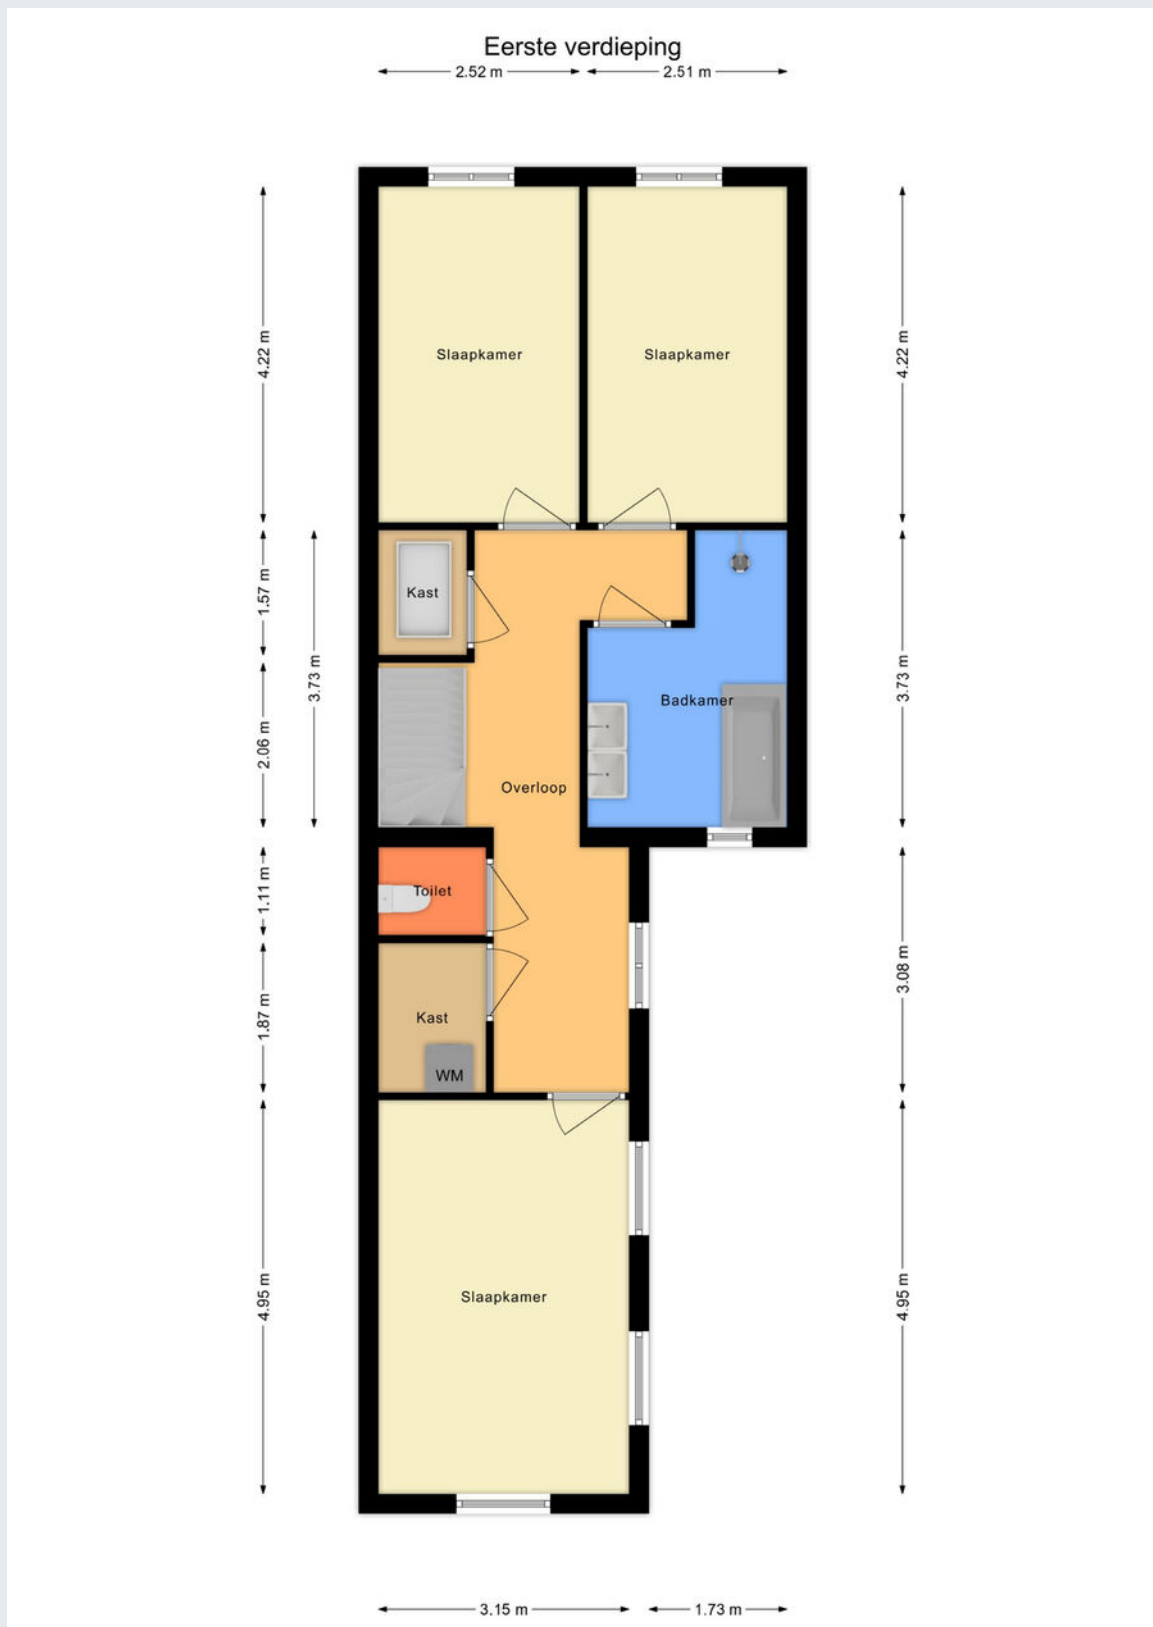 Eerste verdieping
2.52 m
2.51 m
4.22 m
4.22 m
Slaapkamer
Slaapkamer
1.57 m
Kast
3.73 m
3.73 m
2.06 m
Badkamer
Overloop
1.11 m
Toilet
3.08 m
1.87 m
Kast
WM
4.95 m
Slaapkamer
4.95 m
3.15 m
1.73 m